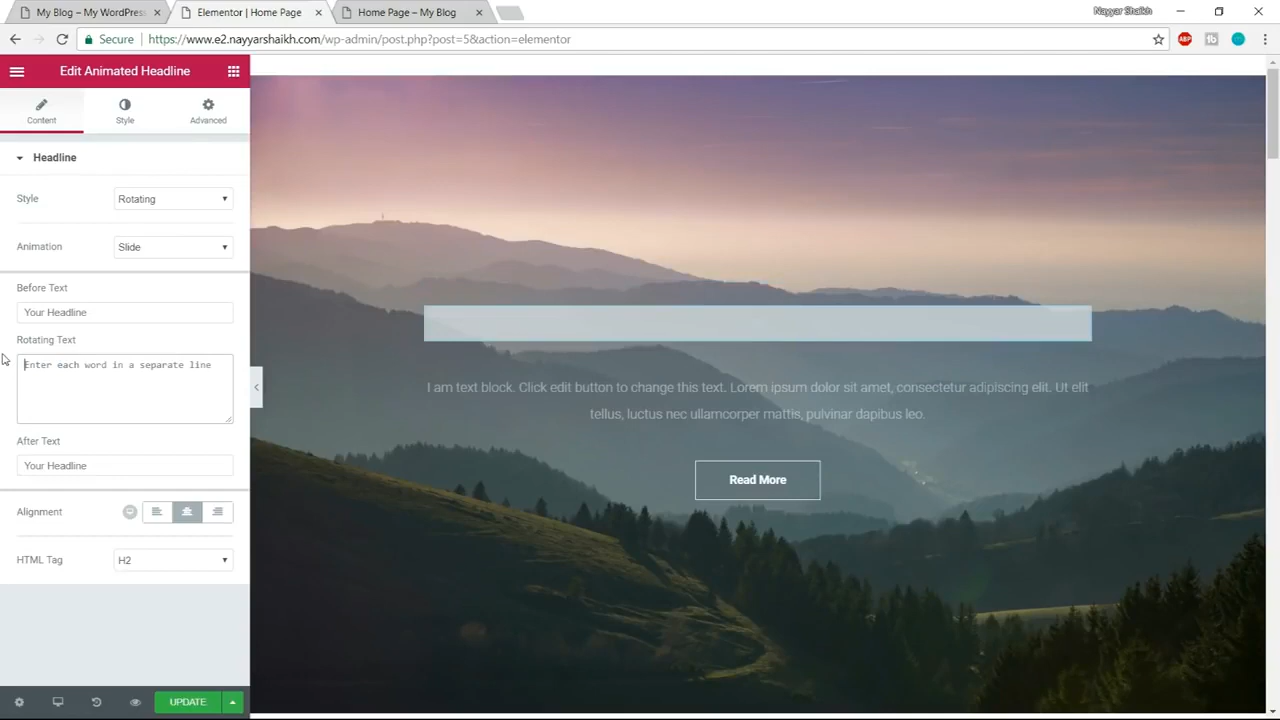 My Blog – My WordPres
Elementor | Home Page
Home Page – My Blog
Nayyar Shaikh
Secure
https://www.e2.nayyarshaikh.com/wp-admin/post.php?post=5&action=elementor
ABP
Edit Animated Headline
Content
Style
Advanced
Headline
Style
Rotating
Animation
Slide
Before Text
Your Headline
Rotating Text
Enter each word in a separate line
After Text
Your Headline
Alignment
HTML Tag
H2
UPDATE
I am text block. Click edit button to change this text. Lorem ipsum dolor sit amet, consectetur adipiscing elit. Ut elit
tellus, luctus nec ullamcorper mattis, pulvinar dapibus leo.
Read More